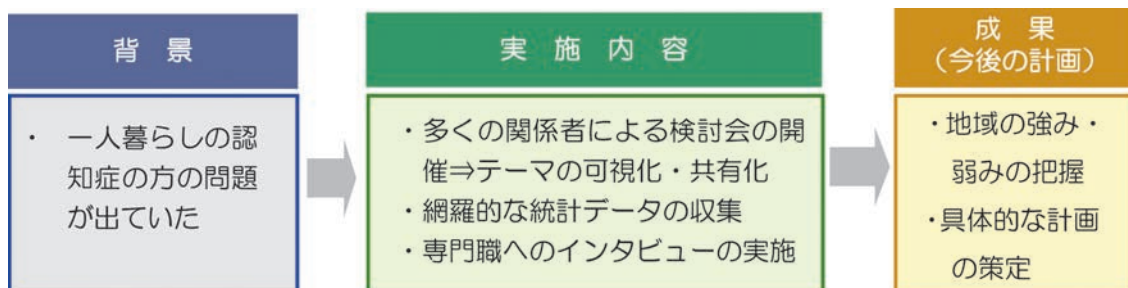 背 景
・ 一人暮らしの認
知症の方の問題
が出ていた
実 施 内 容
・多くの関係者による検討会の開
催⇒テーマの可視化・共有化
・網羅的な統計データの収集
・専門職へのインタビューの実施
成 果
（今後の計画）
・地域の強み・
弱みの把握
・具体的な計画
の策定